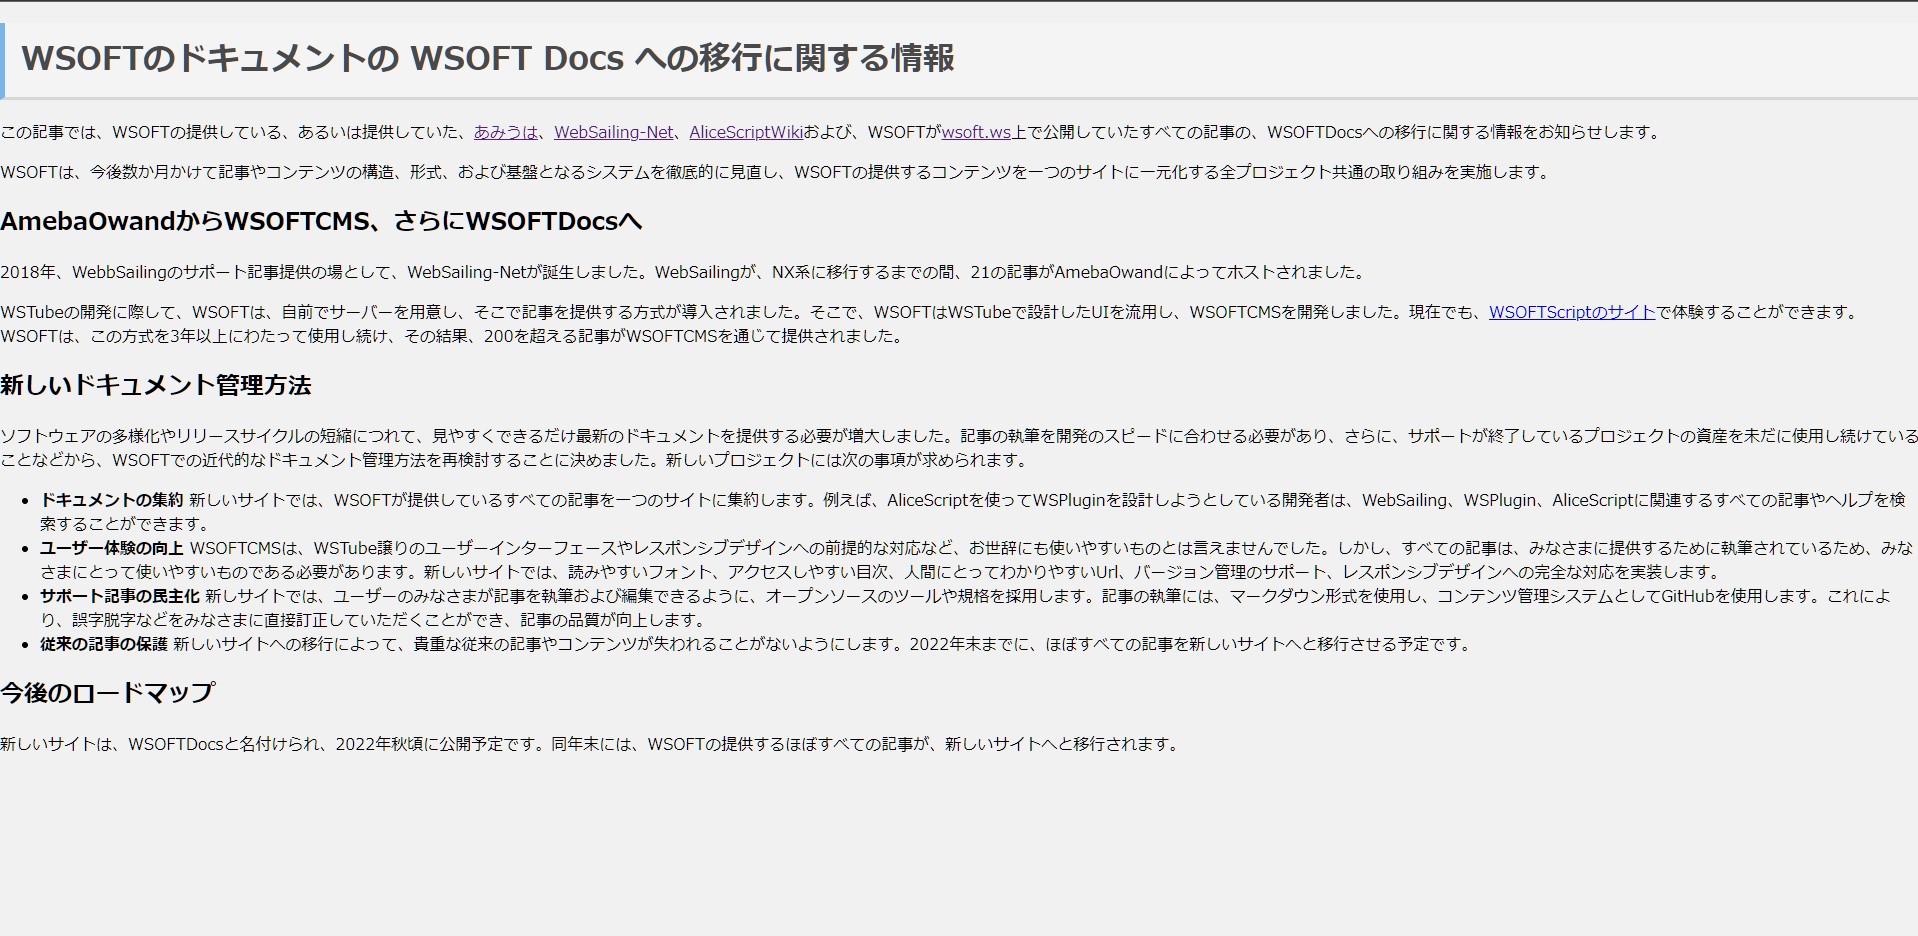 WSOFTのドキュメントの WSOFT Docs への移行に関する情報
この記事では、WSOFTの提供している、あるいは提供していた、あみうは、WebSailing-Net、AliceScriptWikiおよび、WSOFTがwsoft.ws上で公開していたすべての記事の、WSOFTDocsへの移行に関する情報をお知らせします。
WSOFTは、今後数か月かけて記事やコンテンツの構造、形式、および基盤となるシステムを徹底的に見直し、WSOFTの提供するコンテンツを一つのサイトに一元化する全プロジェクト共通の取り組みを実施します。
AmebaOwandからWSOFTCMS、さらにWSOFTDocsへ
2018年、WebbSailingのサポート記事提供の場として、WebSailing-Netが誕生しました。WebSailingが、NX系に移行するまでの間、21の記事がAmebaOwandによってホストされました。
WSTubeの開発に際して、WSOFTは、自前でサーバーを用意し、そこで記事を提供する方式が導入されました。そこで、WSOFTはWSTubeで設計したUIを流用し、WSOFTCMSを開発しました。現在でも、WSOFTScriptのサイトで体験することができます。
WSOFTは、この方式を3年以上にわたって使用し続け、その結果、200を超える記事がWSOFTCMSを通じて提供されました。
新しいドキュメント管理方法
ソフトウェアの多様化やリリースサイクルの短縮につれて、見やすくできるだけ最新のドキュメントを提供する必要が増大しました。記事の執筆を開発のスピードに合わせる必要があり、さらに、サポートが終了しているプロジェクトの資産を未だに使用し続けている
ことなどから、WSOFTでの近代的なドキュメント管理方法を再検討することに決めました。新しいプロジェクトには次の事項が求められます。
• ドキュメントの集約 新しいサイトでは、WSOFTが提供しているすべての記事を一つのサイトに集約します。例えば、AliceScriptを使ってWSPluginを設計しようとしている開発者は、WebSailing、WSPlugin、AliceScriptに関連するすべての記事やヘルプを検
索することができます。
• ユーザー体験の向上 WSOFTCMSは、WSTube譲りのユーザーインターフェースやレスポンシブデザインへの前提的な対応など、お世辞にも使いやすいものとは言えませんでした。しかし、すべての記事は、みなさまに提供するために執筆されているため、みな
さまにとって使いやすいものである必要があります。新しいサイトでは、読みやすいフォント、アクセスしやすい目次、人間にとってわかりやすいUrl、バージョン管理のサポート、レスポンシブデザインへの完全な対応を実装します。
• サポート記事の民主化 新しサイトでは、ユーザーのみなさまが記事を執筆および編集できるように、オープンソースのツールや規格を採用します。記事の執筆には、マークダウン形式を使用し、コンテンツ管理システムとしてGitHubを使用します。これによ
り、誤字脱字などをみなさまに直接訂正していただくことができ、記事の品質が向上します。
• 従来の記事の保護 新しいサイトへの移行によって、貴重な従来の記事やコンテンツが失われることがないようにします。2022年末までに、ほぼすべての記事を新しいサイトへと移行させる予定です。
今後のロードマップ
新しいサイトは、WSOFTDocsと名付けられ、2022年秋頃に公開予定です。同年末には、WSOFTの提供するほぼすべての記事が、新しいサイトへと移行されます。